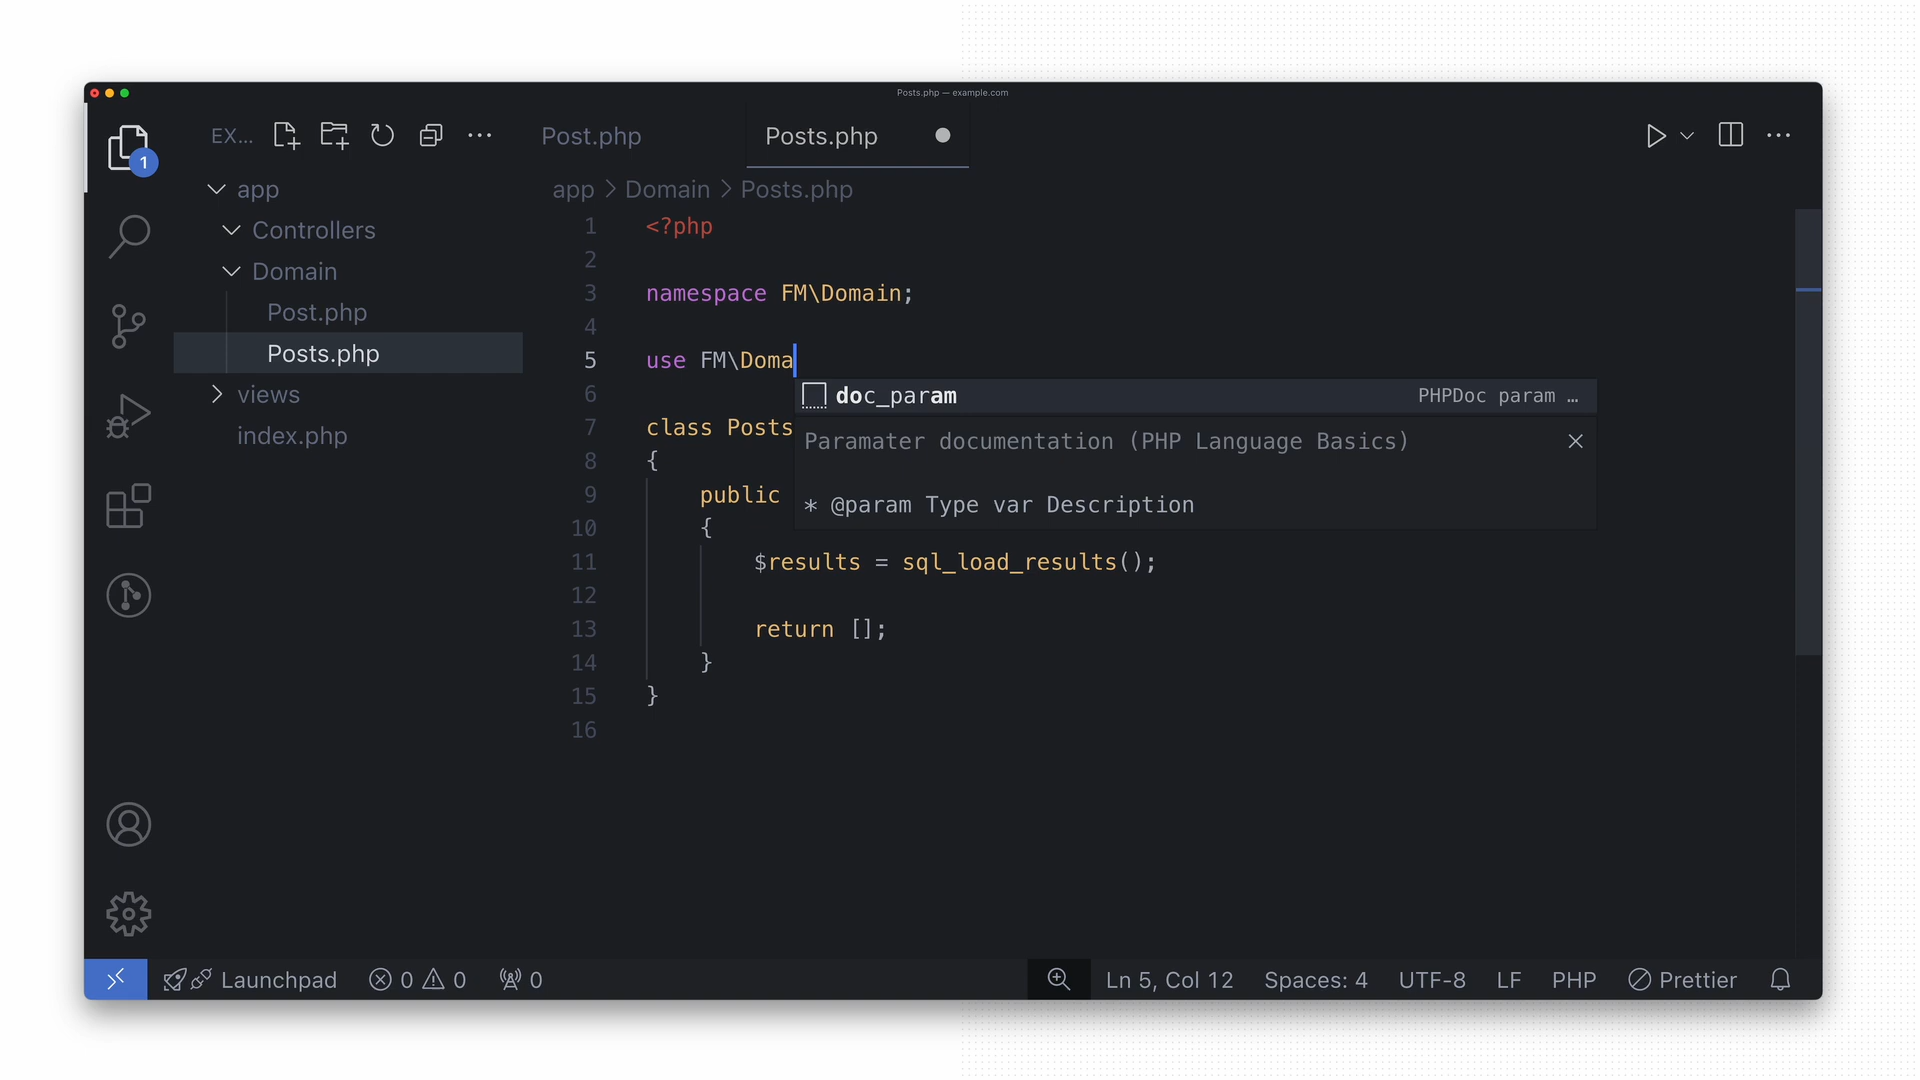 Posts.php — example.com
EX...
Post.php
Posts.php
1
app
Controllers
Domain
Post.php
Posts.php
views
index.php
app > Domain > Posts.php
1 <?php
2
3 namespace FM\Domain;
4
5 use FM\Doma
doc_param PHPDoc param …
6
Paramater documentation (PHP Language Basics)
* @param Type var Description
7 class Posts
8 {
9 public
10 {
11 $results = sql_load_results();
12
13 return [];
14 }
15 }
16
Launchpad 0 0 0 Ln 5, Col 12 Spaces: 4 UTF-8 LF PHP Prettier